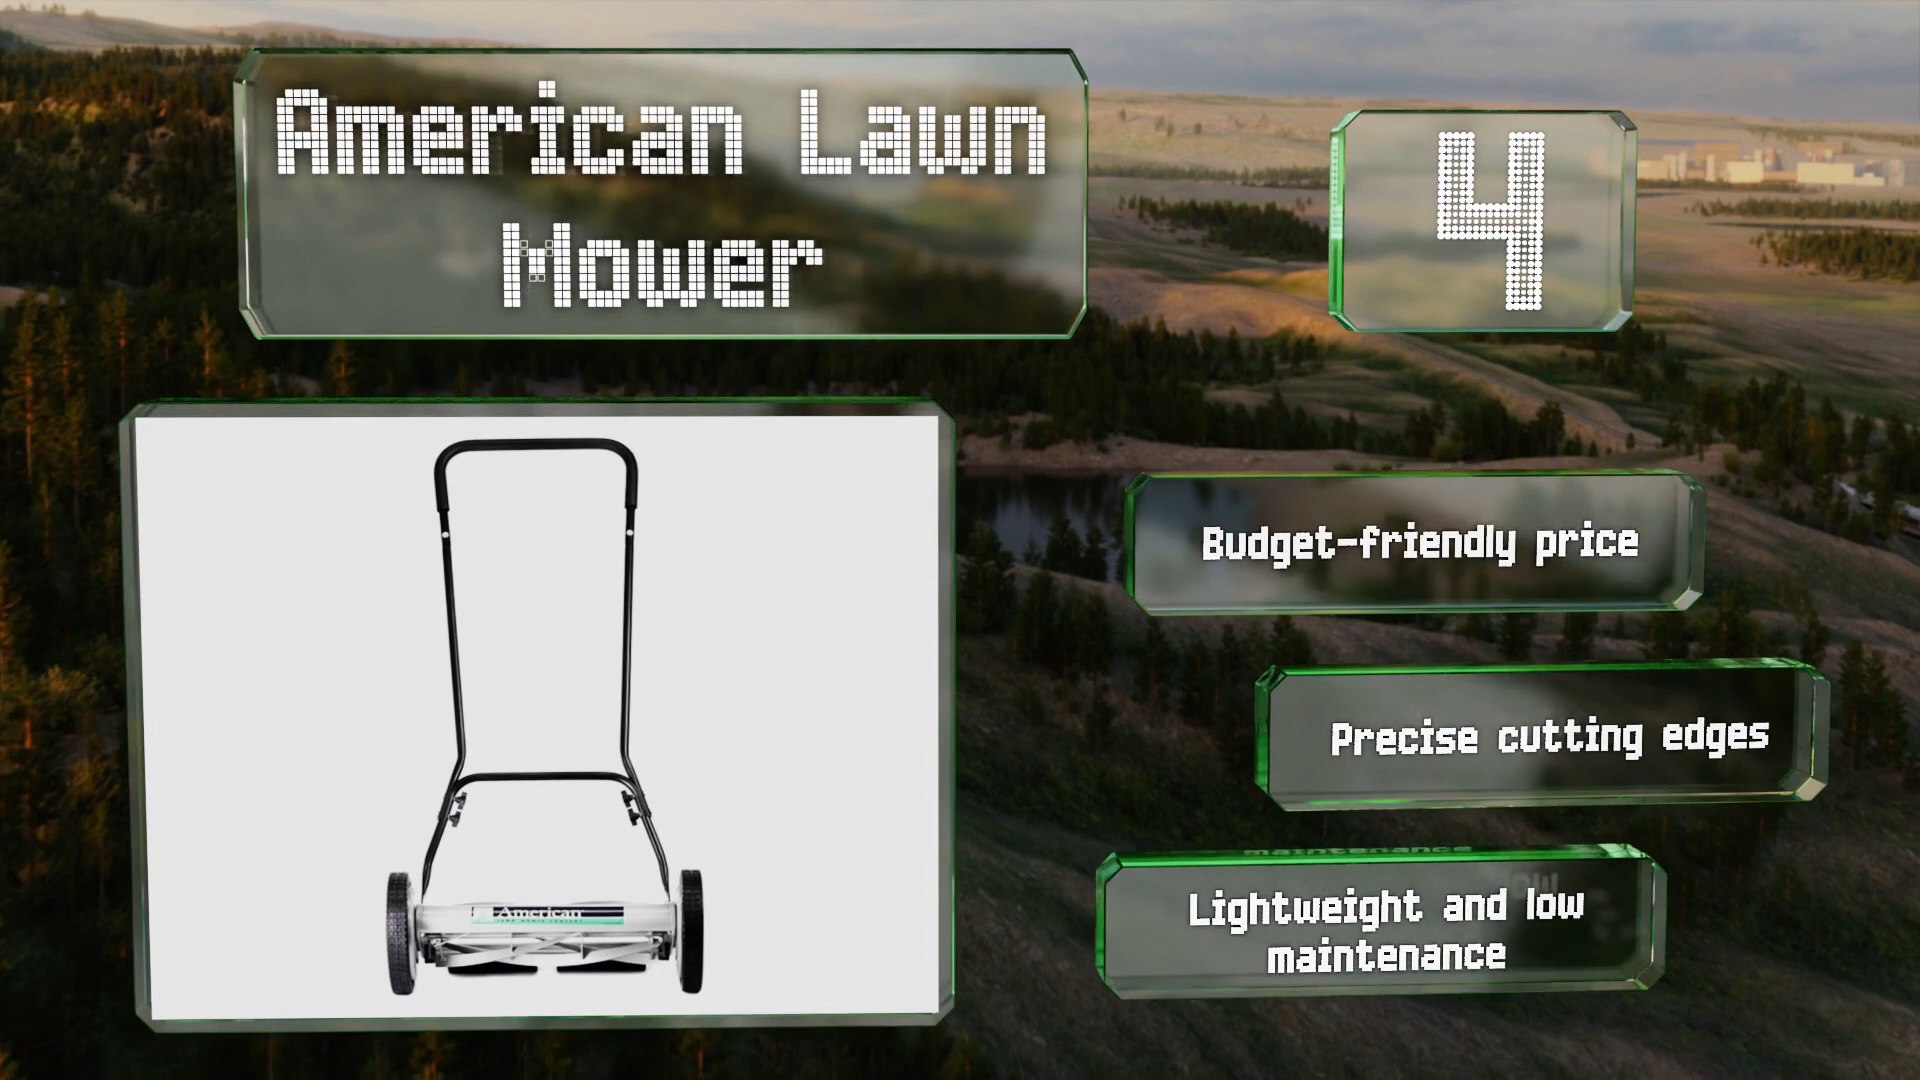 American Lawn
Mower
4
Budget-friendly price
Precise cutting edges
Lightweight and low
maintenance
American